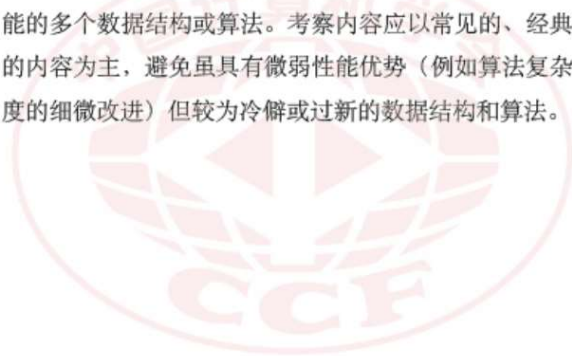 能的多个数据结构或算法。考察内容应以常见的、经典
的内容为主，避免虽具有微弱性能优势（例如算法复杂
度的细微改进）但较为冷僻或过新的数据结构和算法。
CCF